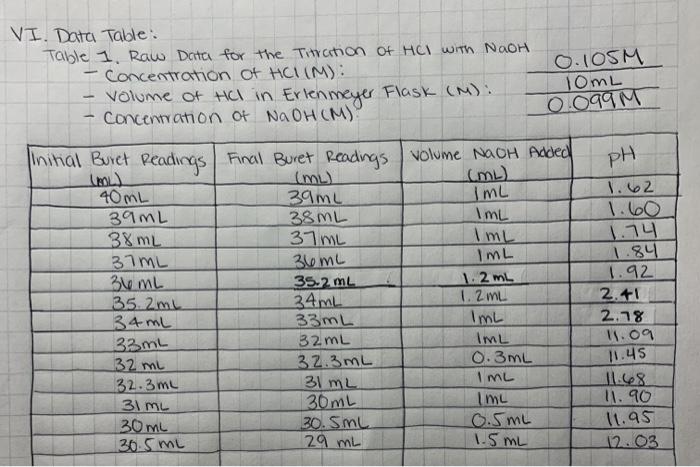 VI. Data Table:
Table 1. Raw Data for the Titration of HCl with NaOH
- Concentration of HCl (M): 0.105M
- Volume of HCl in Erlenmeyer Flask (M): 10mL
- Concentration of NaOH (M): 0.099M
Initial Buret Readings (mL) Final Buret Readings (mL) Volume NaOH Added (mL) pH
40mL 39mL 1mL 1.62
39mL 38mL 1mL 1.60
38mL 37mL 1mL 1.74
37mL 36mL 1mL 1.84
36mL 35.2mL 1.2mL 1.92
35.2mL 34mL 1.2mL 2.41
34mL 33mL 1mL 2.78
33mL 32mL 1mL 11.09
32mL 32.3mL 0.3mL 11.45
32.3mL 31mL 1mL 11.68
31mL 30mL 1mL 11.90
30mL 30.5mL 0.5mL 11.95
30.5mL 29mL 1.5mL 12.03